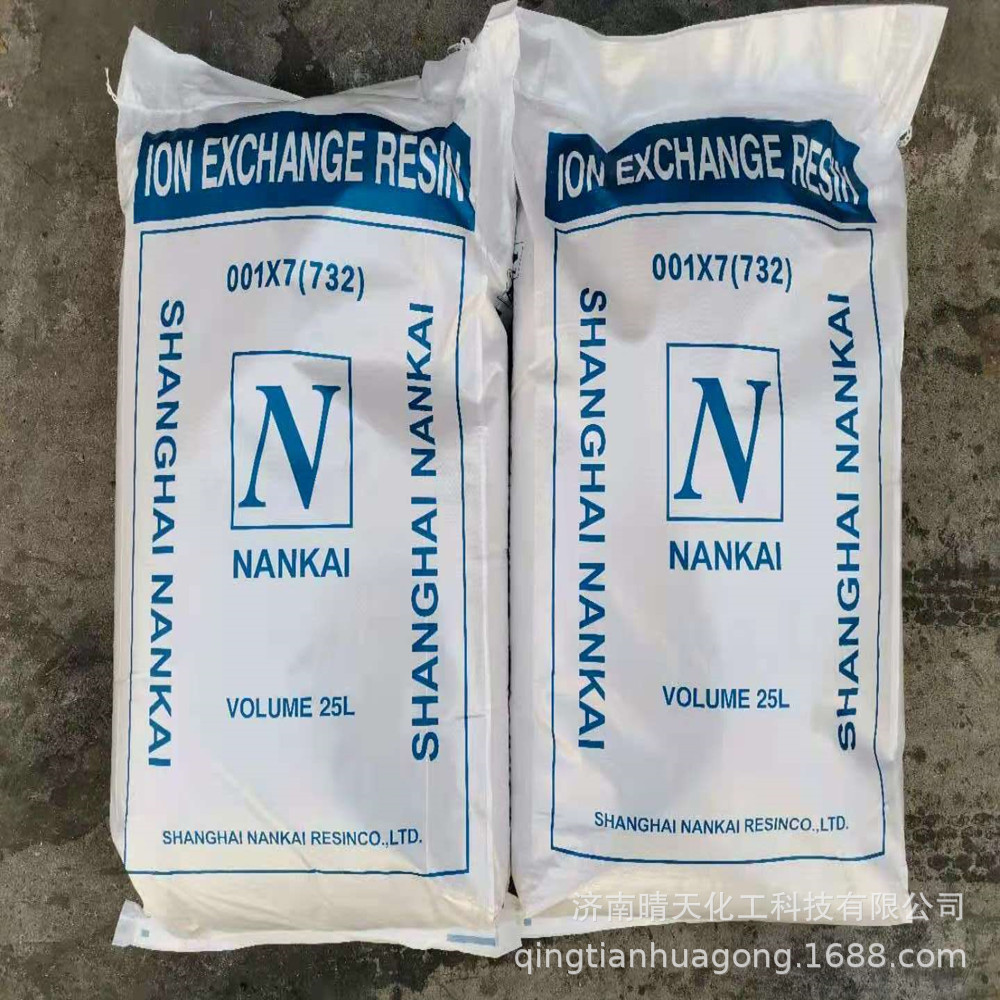 ION EXCHANGE RESIN
001X7(732)
SHANGHAI NANKAI
N
SHANGHAI NANKAI
NANKAI
VOLUME 25L
SHANGHAI NANKAI RESINCO.,LTD.
ION EXCHANGE RESIN
001X7(732)
SHANGHAI NANKAI
N
SHANGHAI NANKAI
NANKAI
VOLUME 25L
SHANGHAI NANKAI RESINCO.,LTD.
济南晴天化工科技有限公司
qingtianhuagong.1688.com